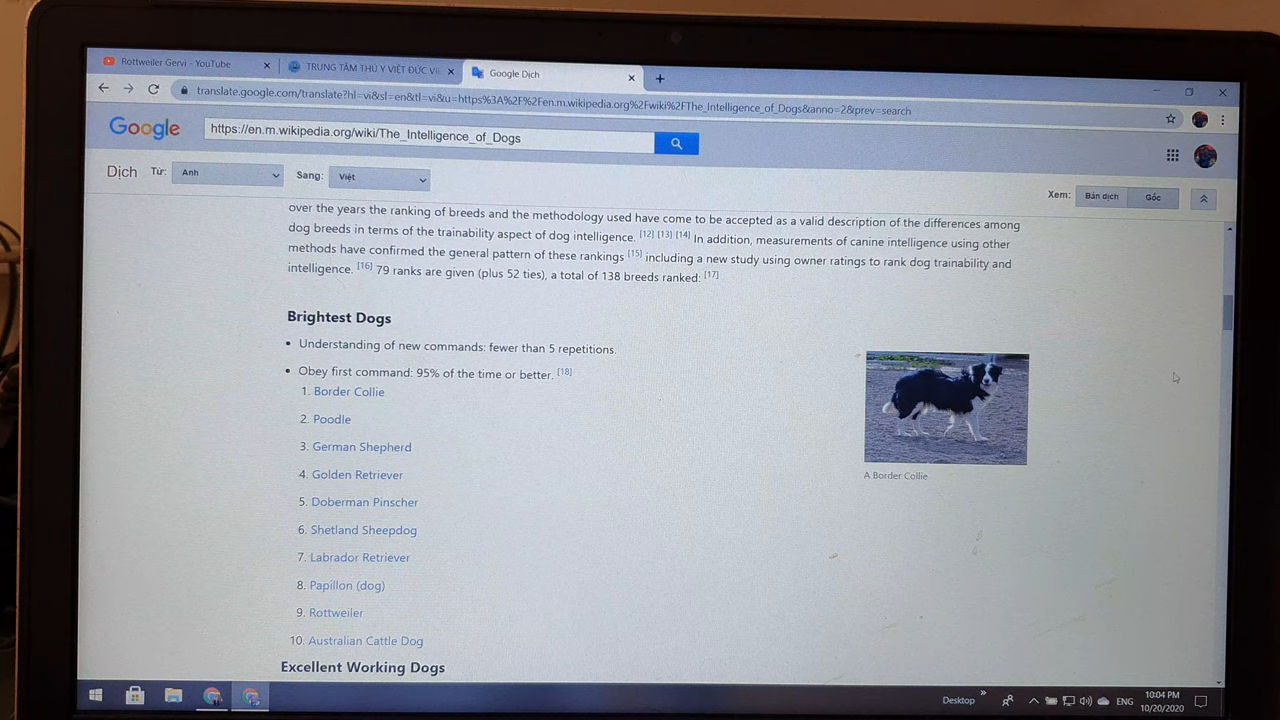 Rottweiler Gervi - YouTube
TRUNG TÂM THÚ Y VIỆT ĐỨC
Google Dịch
translate.google.com/translate?hl=vi&sl=en&tl=vi&u=https%3A%2F%2Fen.m.wikipedia.org%2Fwiki%2FThe_Intelligence_of_Dogs&anno=2&prev=search
Google
https://en.m.wikipedia.org/wiki/The_Intelligence_of_Dogs
Dịch Từ: Anh Sang: Việt
Xem: Bản dịch Gốc
over the years the ranking of breeds and the methodology used have come to be accepted as a valid description of the differences among
dog breeds in terms of the trainability aspect of dog intelligence. [12] [13] [14] In addition, measurements of canine intelligence using other
methods have confirmed the general pattern of these rankings [15] including a new study using owner ratings to rank dog trainability and
intelligence. [16] 79 ranks are given (plus 52 ties), a total of 138 breeds ranked: [17]
Brightest Dogs
• Understanding of new commands: fewer than 5 repetitions.
• Obey first command: 95% of the time or better. [18]
1. Border Collie
2. Poodle
3. German Shepherd
4. Golden Retriever
5. Doberman Pinscher
6. Shetland Sheepdog
7. Labrador Retriever
8. Papillon (dog)
9. Rottweiler
10. Australian Cattle Dog
A Border Collie
Excellent Working Dogs
Desktop
ENG
10:04 PM
10/20/2020